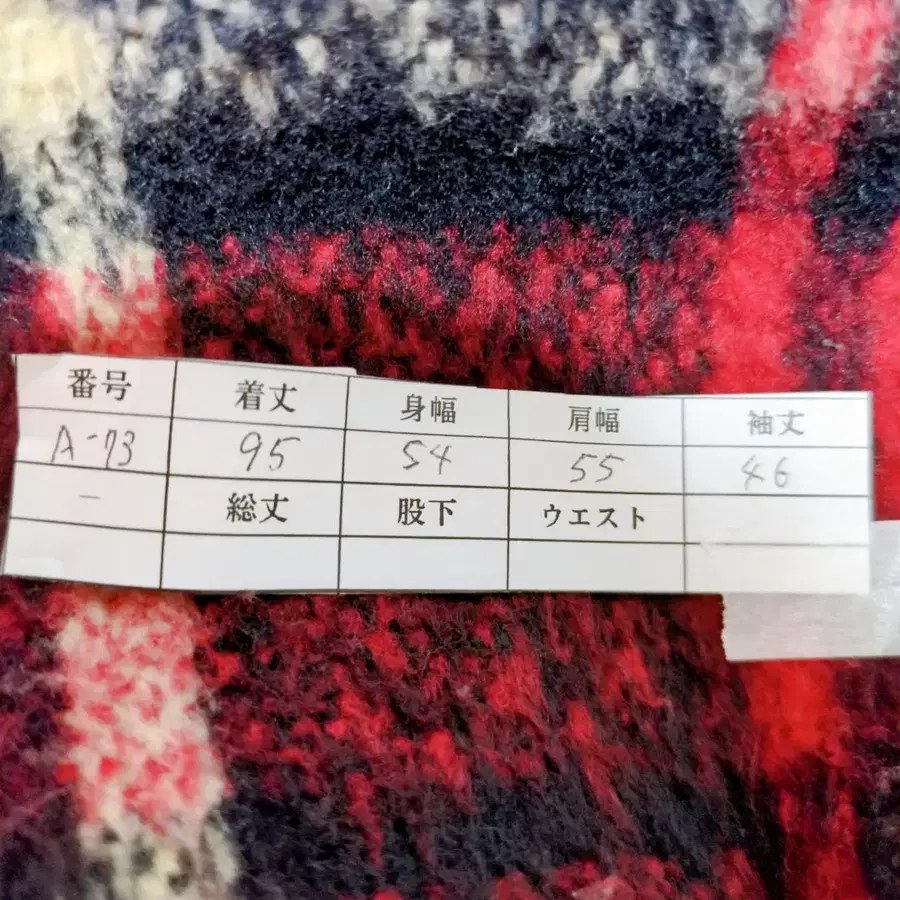 番号 着丈 身幅 肩幅 袖丈
A-73 95 54 55 46
- 総丈 股下 ウエスト